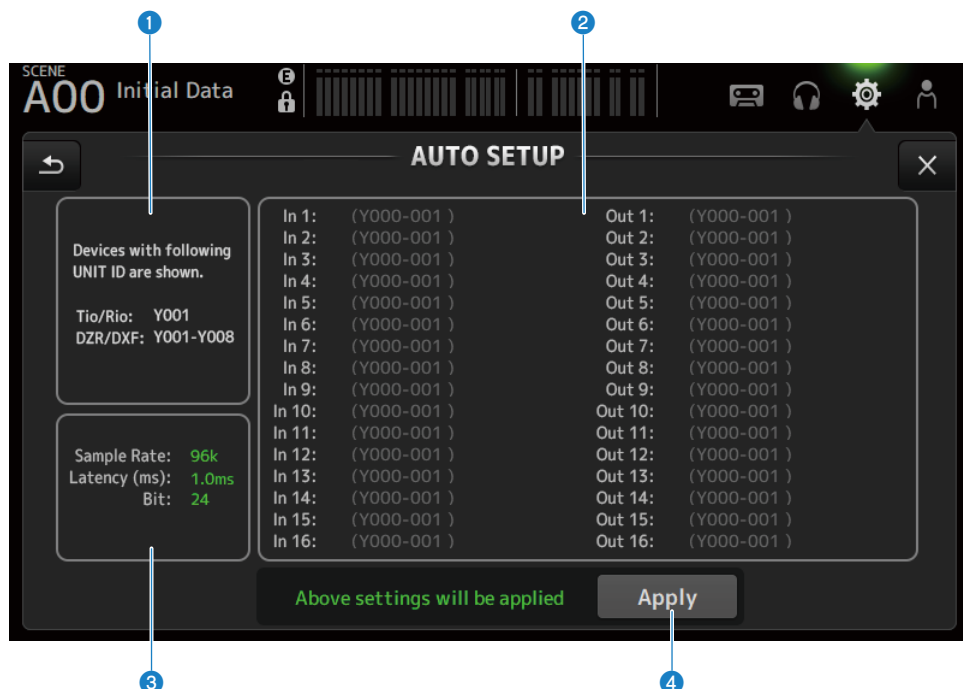 1
2
SCENE
A00 Initial Data
E
AUTO SETUP
Devices with following
UNIT ID are shown.
Tio/Rio: Y001
DZR/DXF: Y001-Y008
Sample Rate: 96k
Latency (ms): 1.0ms
Bit: 24
In 1: (Y000-001 ) Out 1: (Y000-001 )
In 2: (Y000-001 ) Out 2: (Y000-001 )
In 3: (Y000-001 ) Out 3: (Y000-001 )
In 4: (Y000-001 ) Out 4: (Y000-001 )
In 5: (Y000-001 ) Out 5: (Y000-001 )
In 6: (Y000-001 ) Out 6: (Y000-001 )
In 7: (Y000-001 ) Out 7: (Y000-001 )
In 8: (Y000-001 ) Out 8: (Y000-001 )
In 9: (Y000-001 ) Out 9: (Y000-001 )
In 10: (Y000-001 ) Out 10: (Y000-001 )
In 11: (Y000-001 ) Out 11: (Y000-001 )
In 12: (Y000-001 ) Out 12: (Y000-001 )
In 13: (Y000-001 ) Out 13: (Y000-001 )
In 14: (Y000-001 ) Out 14: (Y000-001 )
In 15: (Y000-001 ) Out 15: (Y000-001 )
In 16: (Y000-001 ) Out 16: (Y000-001 )
Above settings will be applied
Apply
3
4